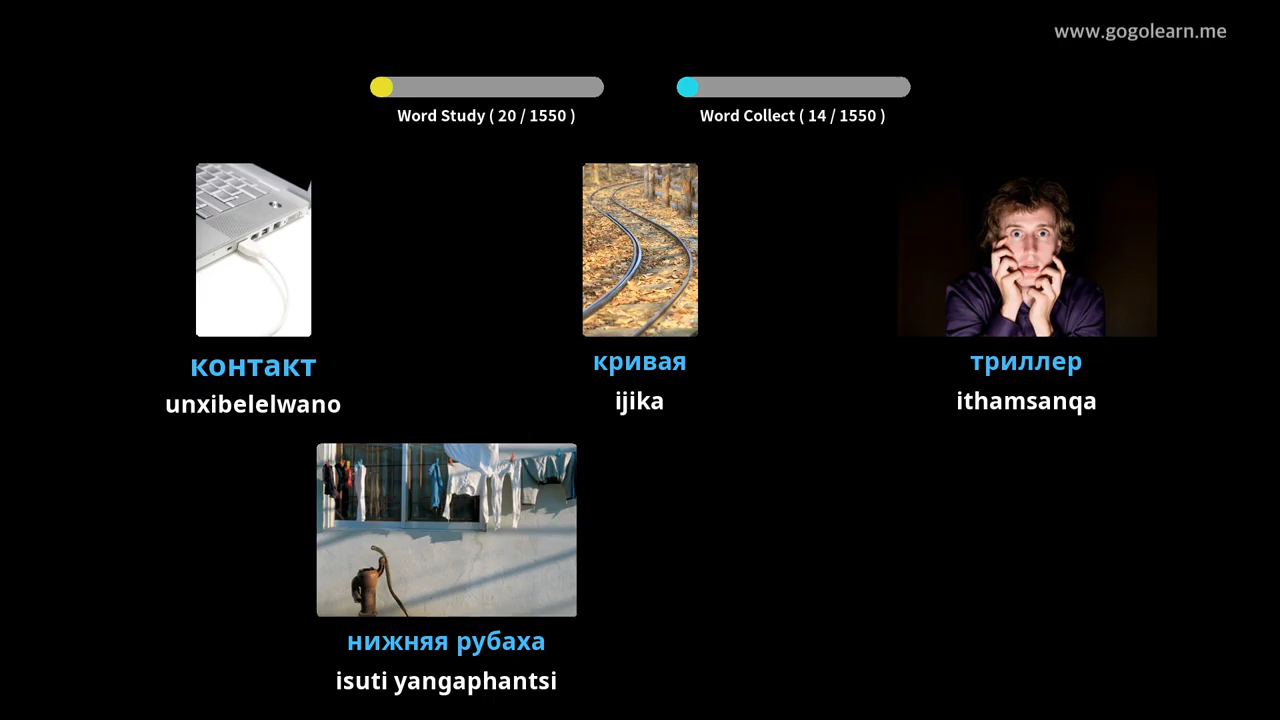 www.gogolearn.me
Word Study ( 20 / 1550 )
Word Collect ( 14 / 1550 )
контакт
unxibelelwano
кривая
ijika
триллер
ithamsanqa
нижняя рубаха
isuti yangaphantsi